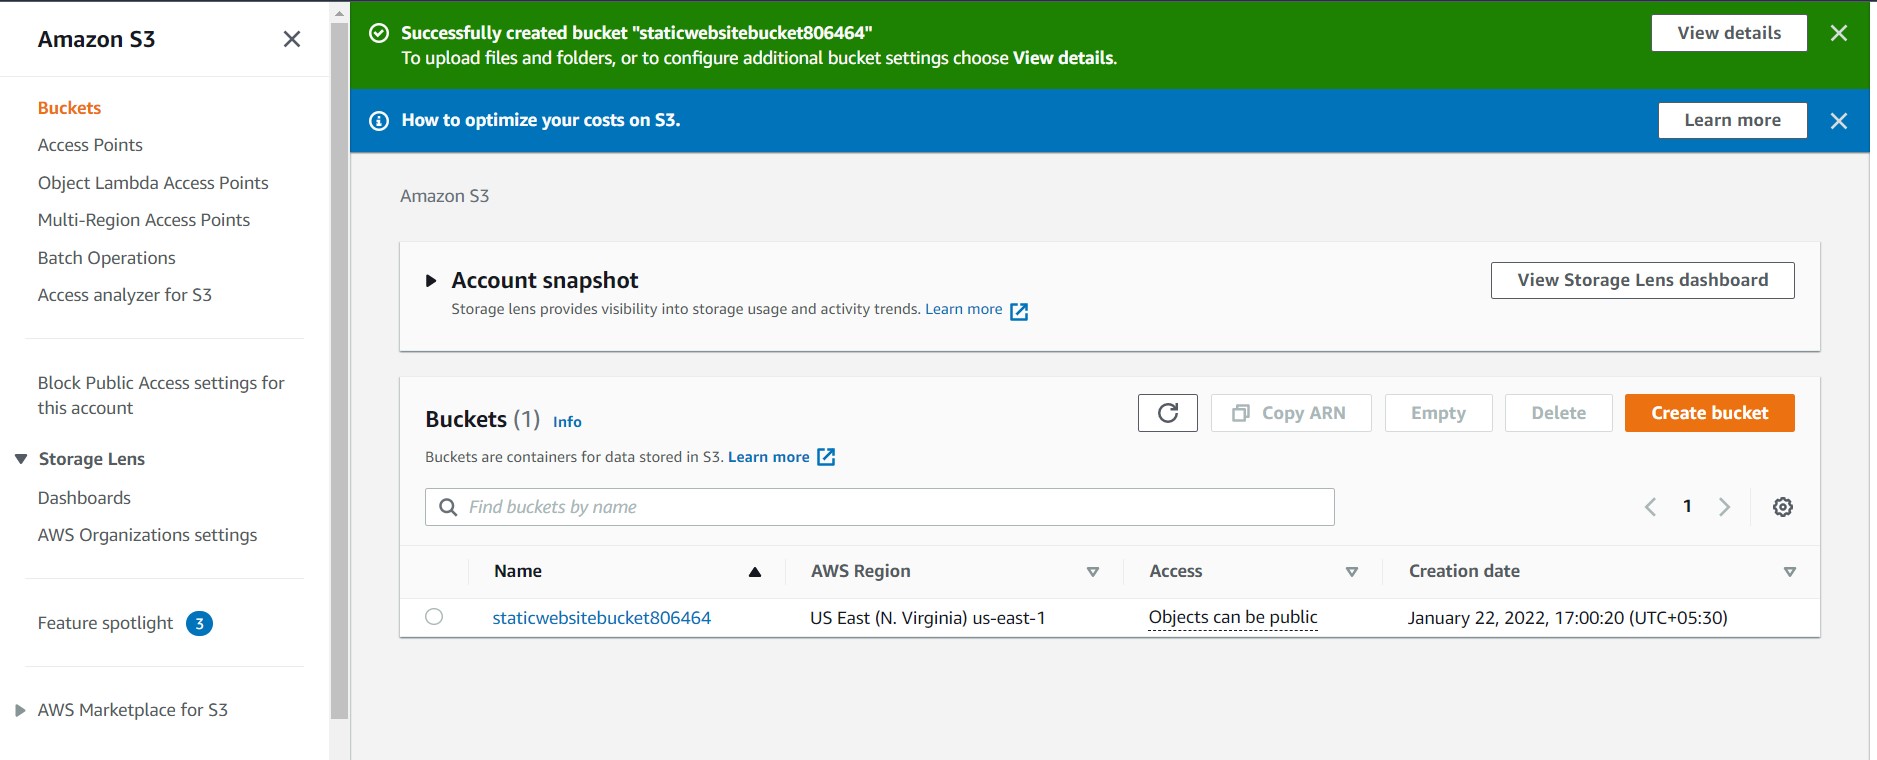 Amazon S3
Buckets
Access Points
Object Lambda Access Points
Multi-Region Access Points
Batch Operations
Access analyzer for S3
Block Public Access settings for
this account
Storage Lens
Dashboards
AWS Organizations settings
Feature spotlight 3
AWS Marketplace for S3
Successfully created bucket "staticwebsitebucket806464"
To upload files and folders, or to configure additional bucket settings choose View details.
View details
How to optimize your costs on S3.
Learn more
Amazon S3
Account snapshot
Storage lens provides visibility into storage usage and activity trends. Learn more
View Storage Lens dashboard
Buckets (1) Info
Copy ARN Empty Delete Create bucket
Buckets are containers for data stored in S3. Learn more
Find buckets by name
1
Name AWS Region Access Creation date
staticwebsitebucket806464 US East (N. Virginia) us-east-1 Objects can be public January 22, 2022, 17:00:20 (UTC+05:30)